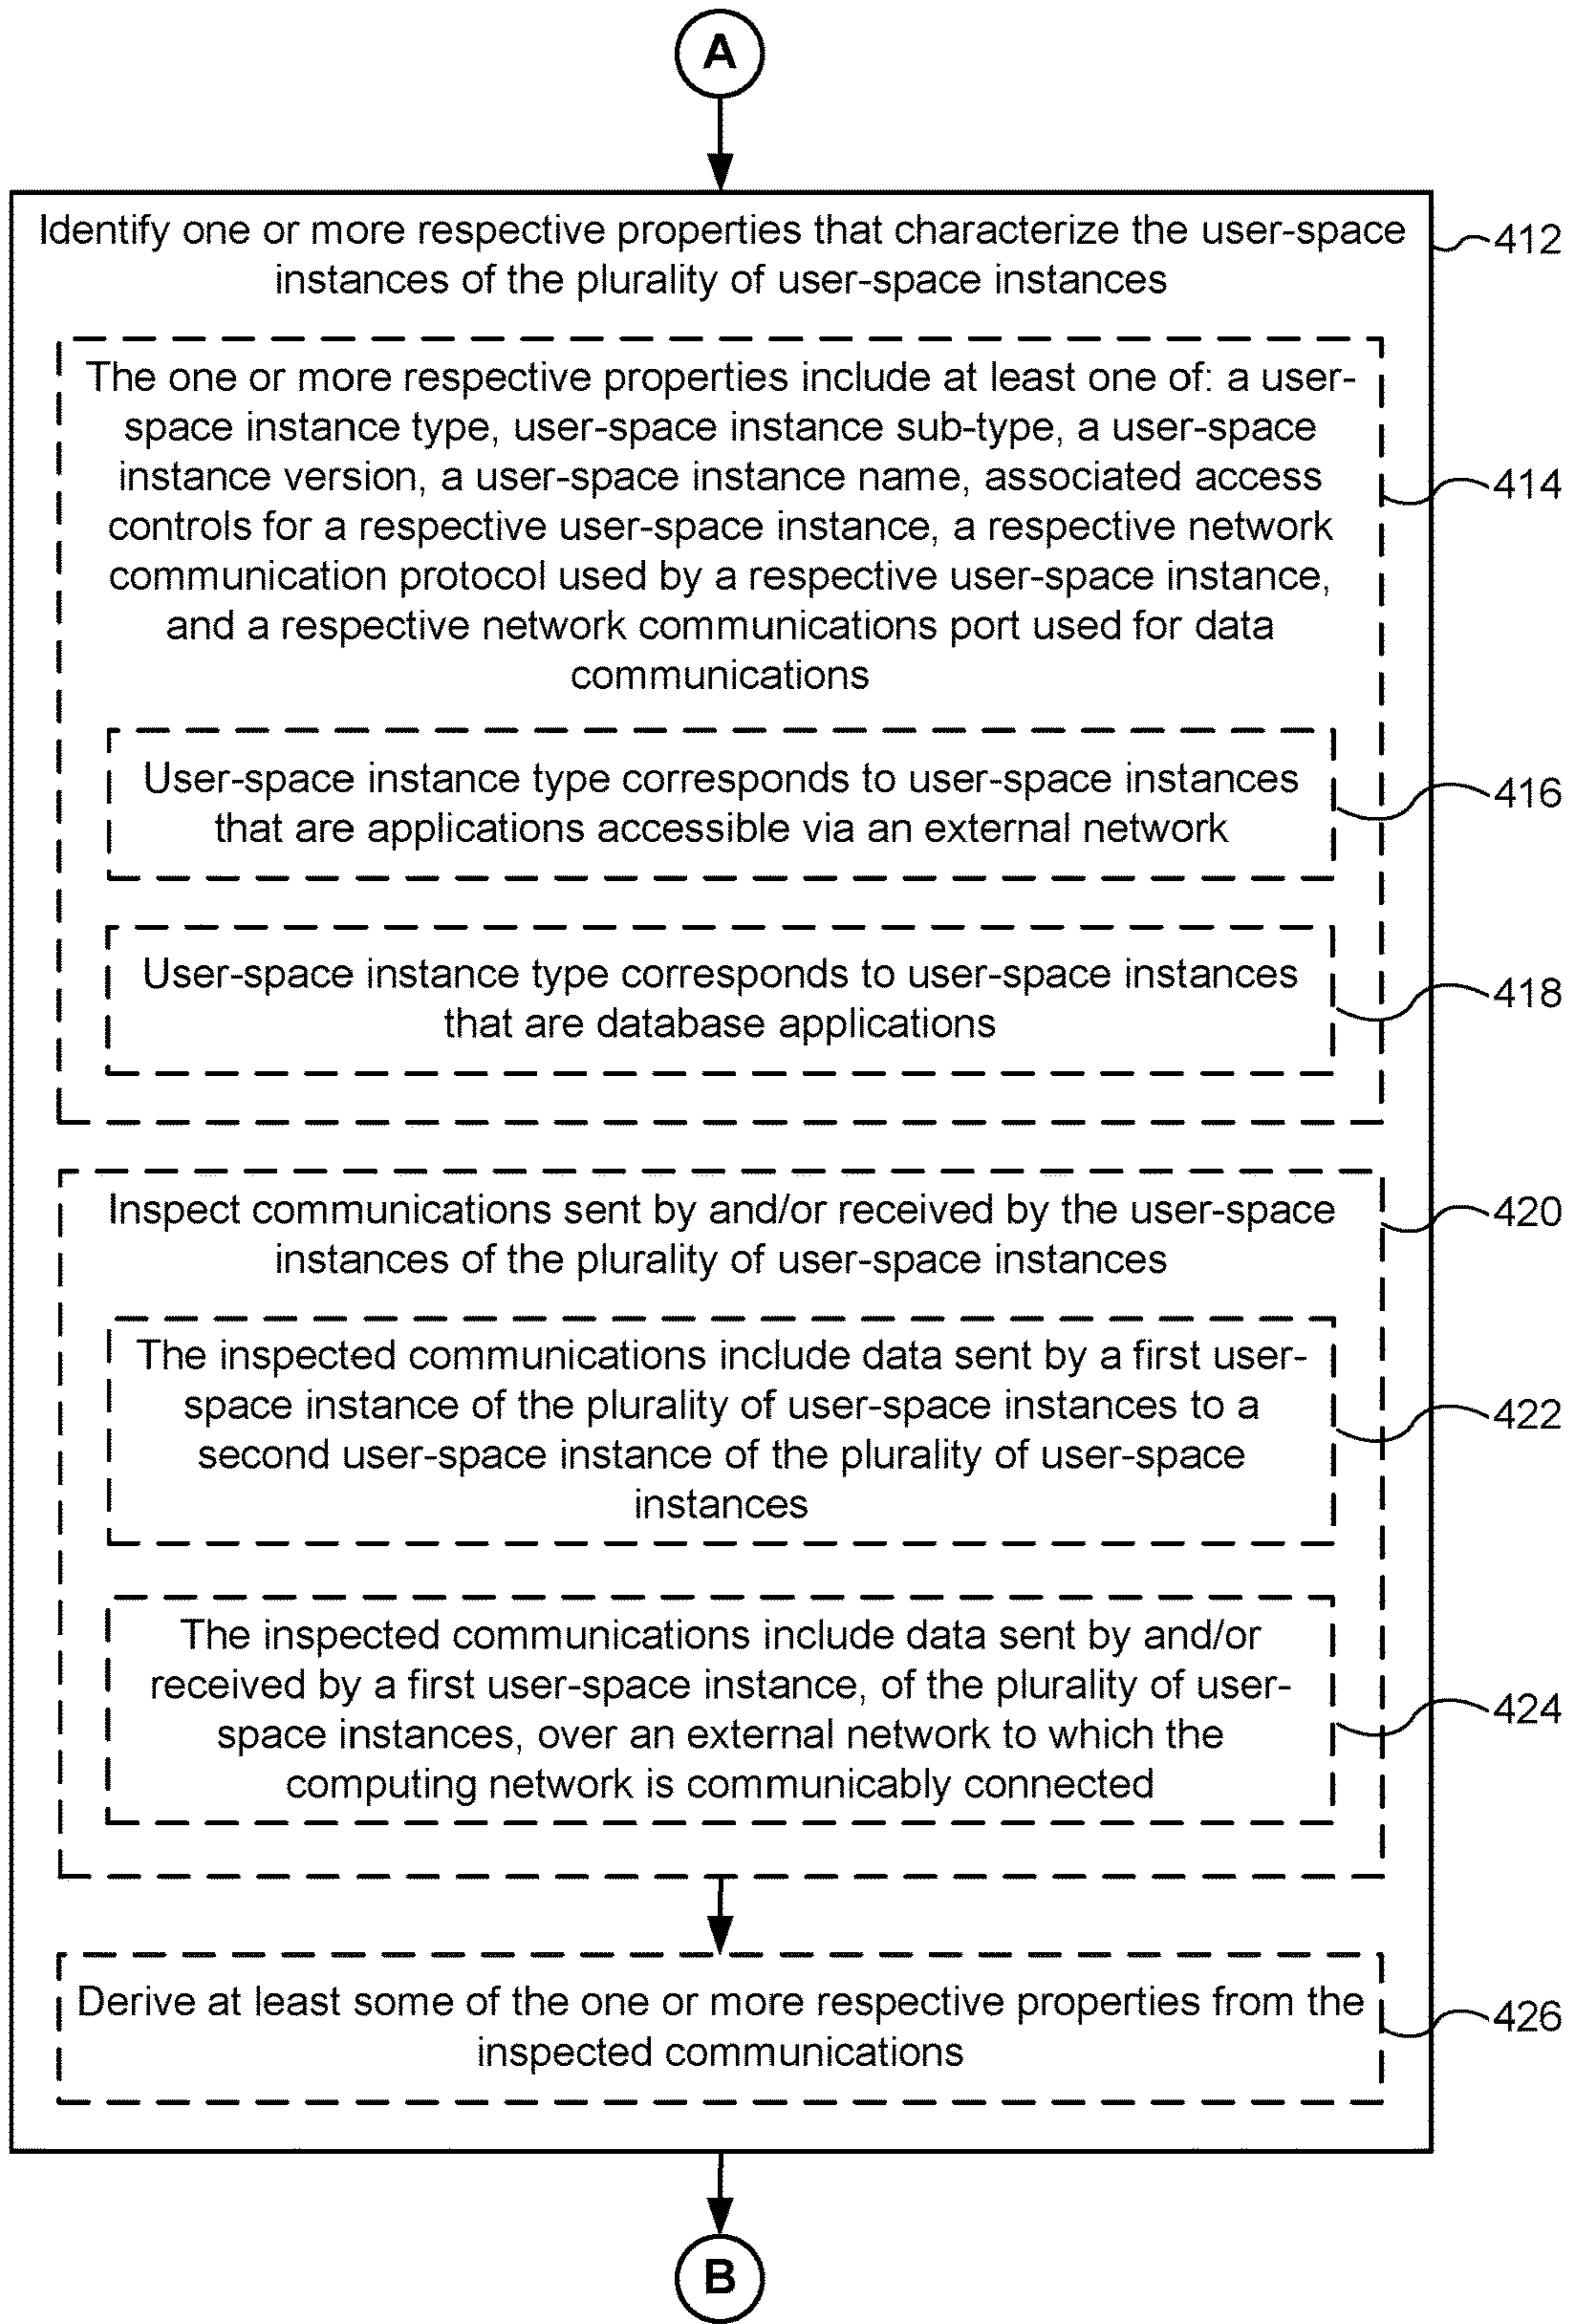 A
Identify one or more respective properties that characterize the user-space
instances of the plurality of user-space instances
412
The one or more respective properties include at least one of: a user-
space instance type, user-space instance sub-type, a user-space
instance version, a user-space instance name, associated access
controls for a respective user-space instance, a respective network
communication protocol used by a respective user-space instance,
and a respective network communications port used for data
communications
414
User-space instance type corresponds to user-space instances
that are applications accessible via an external network
416
User-space instance type corresponds to user-space instances
that are database applications
418
Inspect communications sent by and/or received by the user-space
instances of the plurality of user-space instances
420
The inspected communications include data sent by a first user-
space instance of the plurality of user-space instances to a
second user-space instance of the plurality of user-space
instances
422
The inspected communications include data sent by and/or
received by a first user-space instance, of the plurality of user-
space instances, over an external network to which the
computing network is communicably connected
424
Derive at least some of the one or more respective properties from the
inspected communications
426
B